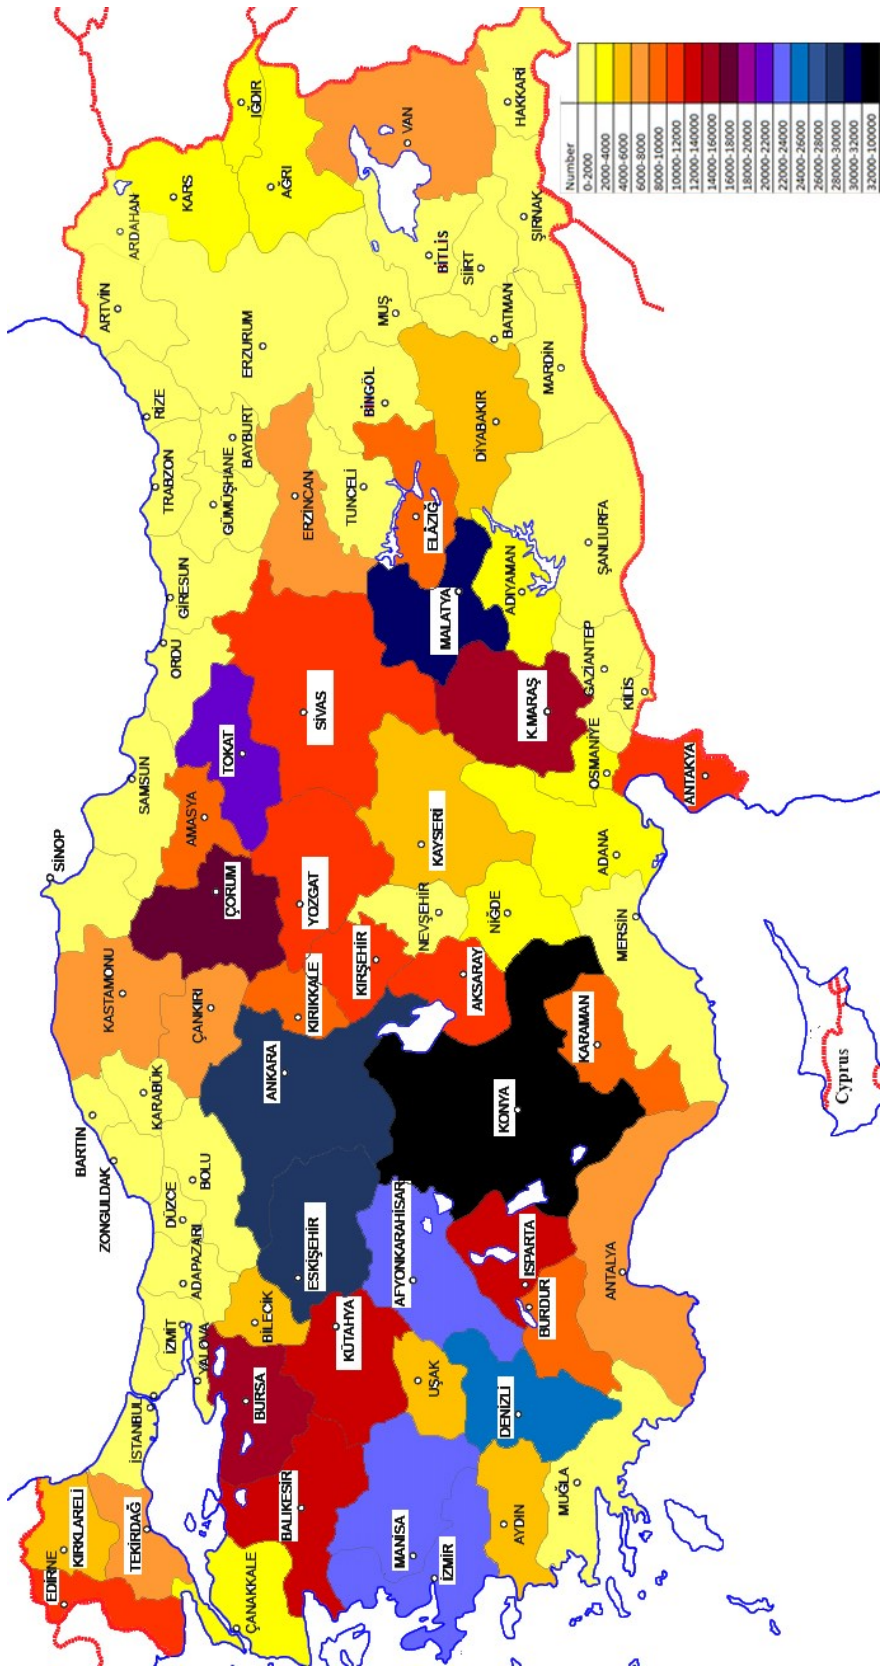 EDİRNE
KIRKLARELİ
TEKİRDAĞ
İSTANBUL
ÇANAKKALE
YALOVA
İZMİT
ADAPAZARI
DÜZCE
BOLU
ZONGULDAK
BARTIN
KARABÜK
KASTAMONU
SİNOP
SAMSUN
ORDU
GİRESUN
TRABZON
RİZE
ARTVİN
ARDAHAN
BALIKESİR
BURSA
BİLECİK
KÜTAHYA
ESKİŞEHİR
ANKARA
ÇANKIRI
KIRIKKALE
ÇORUM
AMASYA
TOKAT
YOZGAT
KIRŞEHİR
SİVAS
GÜMÜŞHANE
BAYBURT
ERZİNCAN
ERZURUM
KARS
IĞDIR
AĞRI
MANİSA
İZMİR
UŞAK
AFYONKARAHİSAR
AKSARAY
NEVŞEHİR
KAYSERİ
MALATYA
TUNCELİ
ELÂZIĞ
BİNGÖL
MUŞ
BİTLİS
VAN
AYDIN
DENİZLİ
MUĞLA
BURDUR
ISPARTA
ANTALYA
KONYA
KARAMAN
NİĞDE
MERSİN
ADANA
OSMANİYE
K.MARAŞ
ADIYAMAN
GAZİANTEP
KİLİS
ANTAKYA
ŞANLIURFA
DİYABAKIR
MARDİN
BATMAN
SİİRT
ŞIRNAK
HAKKARİ
Cyprus
Number
0-2000
2000-4000
4000-6000
6000-8000
800-10000
10000-12000
12000-140000
14000-160000
16000-18000
18000-20000
20000-22000
22000-24000
24000-26000
26000-28000
28000-30000
30000-32000
32000-100000